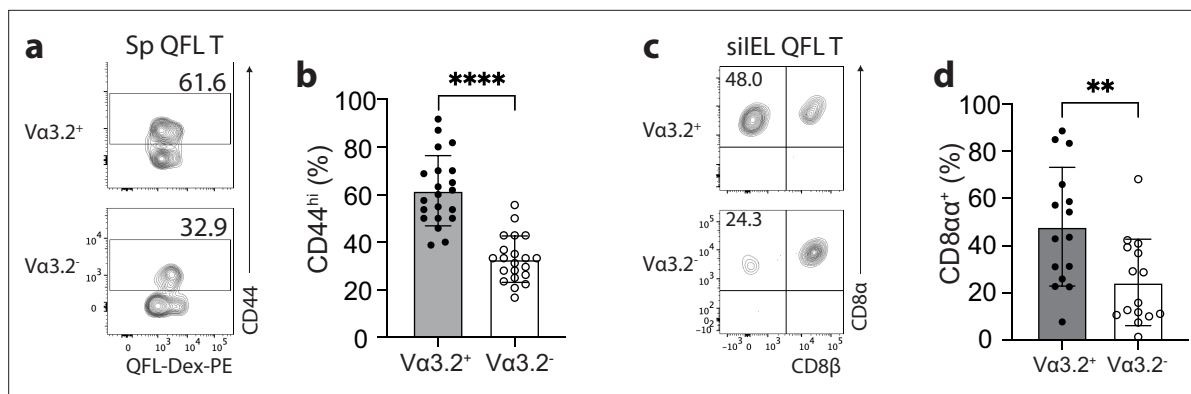 a
Sp QFL T
Vα3.2⁺
61.6
Vα3.2⁻
32.9
10⁴
10³
0
0 10³ 10⁴ 10⁵
QFL-Dex-PE
CD44
b
****
CD44ʰⁱ (%)
100
80
60
40
20
0
Vα3.2⁺ Vα3.2⁻
c
siIEL QFL T
Vα3.2⁺
48.0
Vα3.2⁻
24.3
10⁵
10⁴
10³
10²
0
-10²
-10³ 0 10³ 10⁴ 10⁵
CD8β
CD8α
d
**
CD8αα⁺ (%)
100
80
60
40
20
0
Vα3.2⁺ Vα3.2⁻